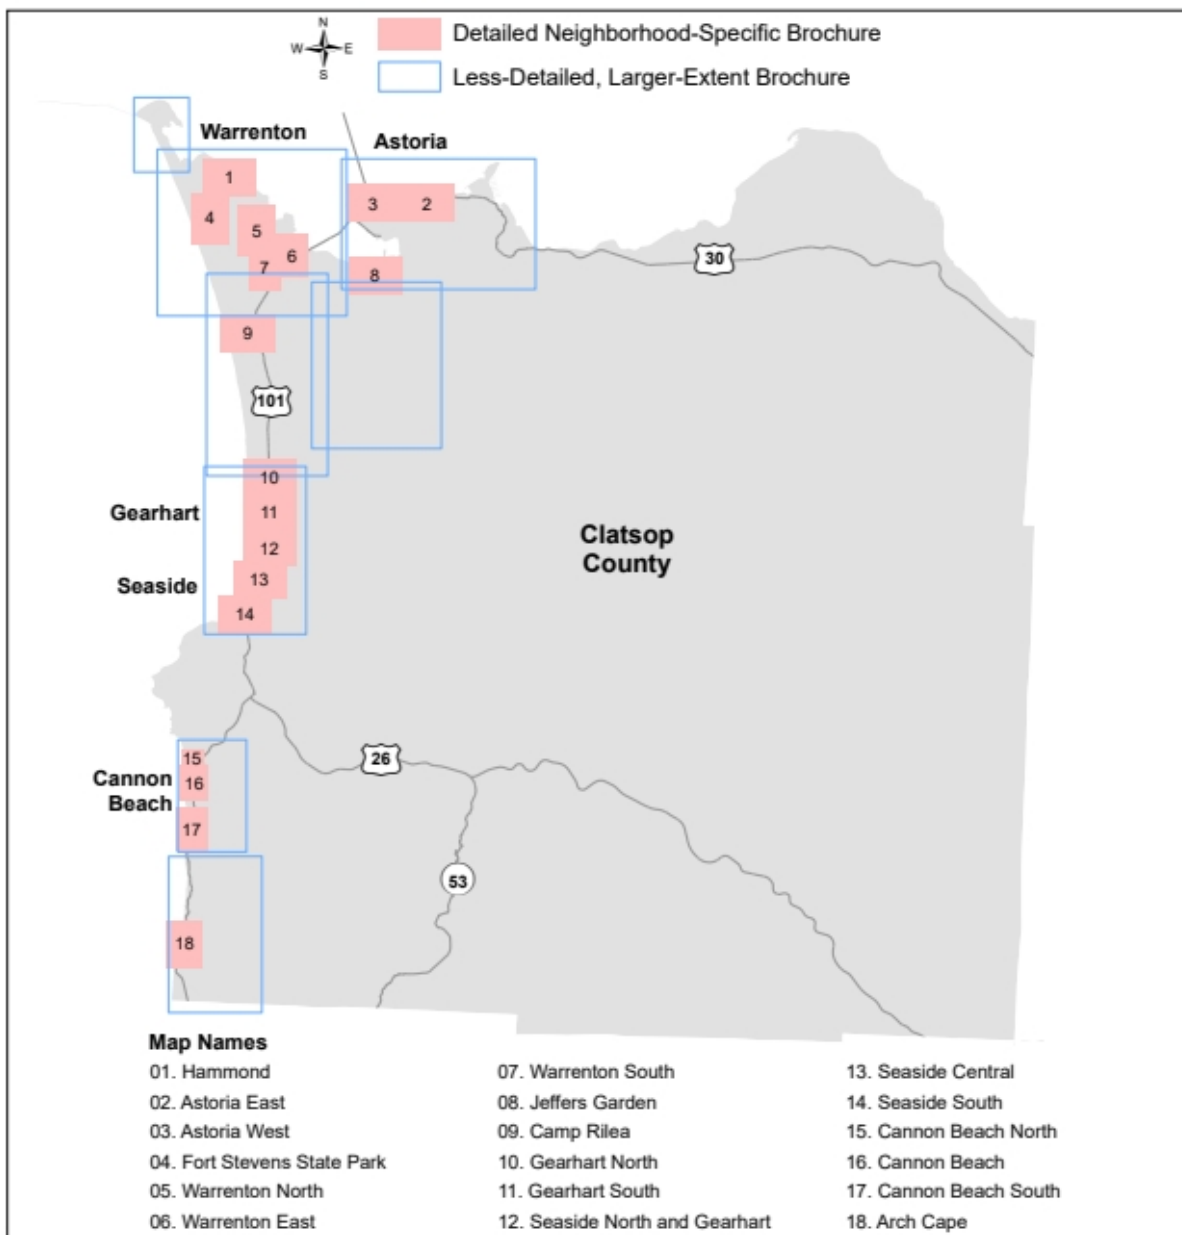 N
W E
S
Detailed Neighborhood-Specific Brochure
Less-Detailed, Larger-Extent Brochure
Warrenton
Astoria
1
3
2
4
5
6
30
7
8
9
101
10
Gearhart
11
Clatsop
County
12
13
Seaside
14
15
26
Cannon
Beach
16
17
53
18
Map Names
01. Hammond
02. Astoria East
03. Astoria West
04. Fort Stevens State Park
05. Warrenton North
06. Warrenton East
07. Warrenton South
08. Jeffers Garden
09. Camp Rilea
10. Gearhart North
11. Gearhart South
12. Seaside North and Gearhart
13. Seaside Central
14. Seaside South
15. Cannon Beach North
16. Cannon Beach
17. Cannon Beach South
18. Arch Cape